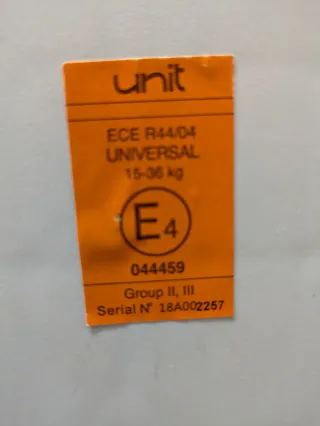 unit
ECE R44/04
UNIVERSAL
15-36 kg
E4
044459
Group II, III
Serial N° 18A002257